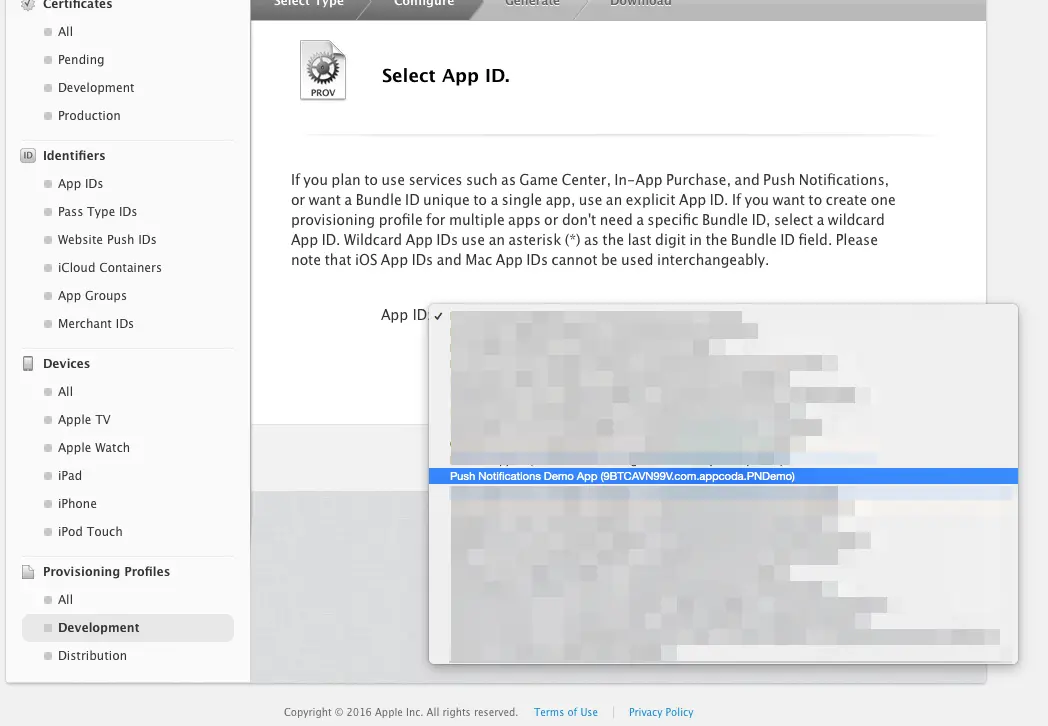 Certificates
All
Pending
Development
Production
ID
Identifiers
App IDs
Pass Type IDs
Website Push IDs
iCloud Containers
App Groups
Merchant IDs
Devices
All
Apple TV
Apple Watch
iPad
iPhone
iPod Touch
Provisioning Profiles
All
Development
Distribution
Select Type
Configure
Generate
Download
PROV
Select App ID.
If you plan to use services such as Game Center, In-App Purchase, and Push Notifications,
or want a Bundle ID unique to a single app, use an explicit App ID. If you want to create one
provisioning profile for multiple apps or don't need a specific Bundle ID, select a wildcard
App ID. Wildcard App IDs use an asterisk (*) as the last digit in the Bundle ID field. Please
note that iOS App IDs and Mac App IDs cannot be used interchangeably.
App ID:
Push Notifications Demo App (9BTCAVN99V.com.appcoda.PNDemo)
Copyright © 2016 Apple Inc. All rights reserved. Terms of Use | Privacy Policy